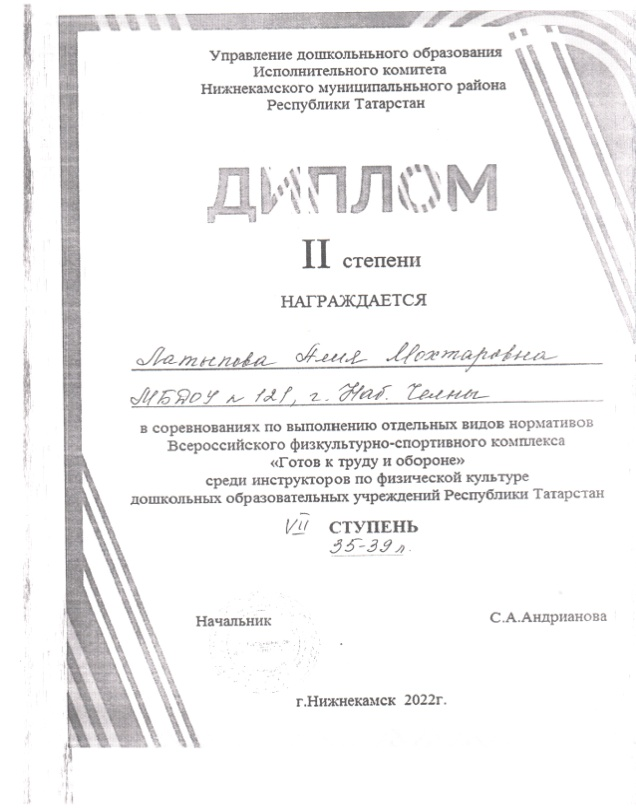 Управление дошкольньного образования
Исполнительного комитета
Нижнекамского муниципальньного района
Республики Татарстан
ДИПЛОМ
II степени
НАГРАЖДАЕТСЯ
Латыпова Алия Мохтаровна
МБДОУ № 121, г. Наб. Челны
в соревнованиях по выполнению отдельных видов нормативов
Всероссийского физкультурно-спортивного комплекса
«Готов к труду и обороне»
среди инструкторов по физической культуре
дошкольных образовательных учреждений Республики Татарстан
VII СТУПЕНЬ
35-39 л.
Начальник С.А.Андрианова
г.Нижнекамск 2022г.